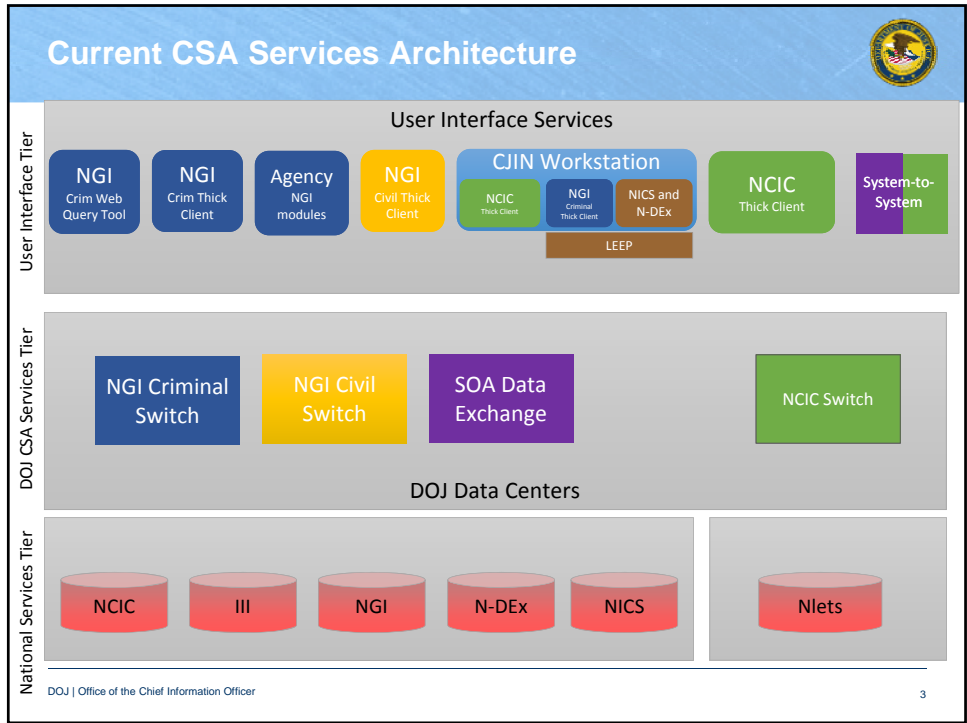 Current CSA Services Architecture
User Interface Tier
User Interface Services
NGI
Crim Web
Query Tool
NGI
Crim Thick
Client
Agency
NGI
modules
NGI
Civil Thick
Client
CJIN Workstation
NCIC
Thick Client
NGI
Criminal
Thick Client
NICS and
N-DEx
LEEP
NCIC
Thick Client
System-to-
System
DOJ CSA Services Tier
NGI Criminal
Switch
NGI Civil
Switch
SOA Data
Exchange
NCIC Switch
DOJ Data Centers
National Services Tier
NCIC
III
NGI
N-DEx
NICS
Nlets
DOJ | Office of the Chief Information Officer
3